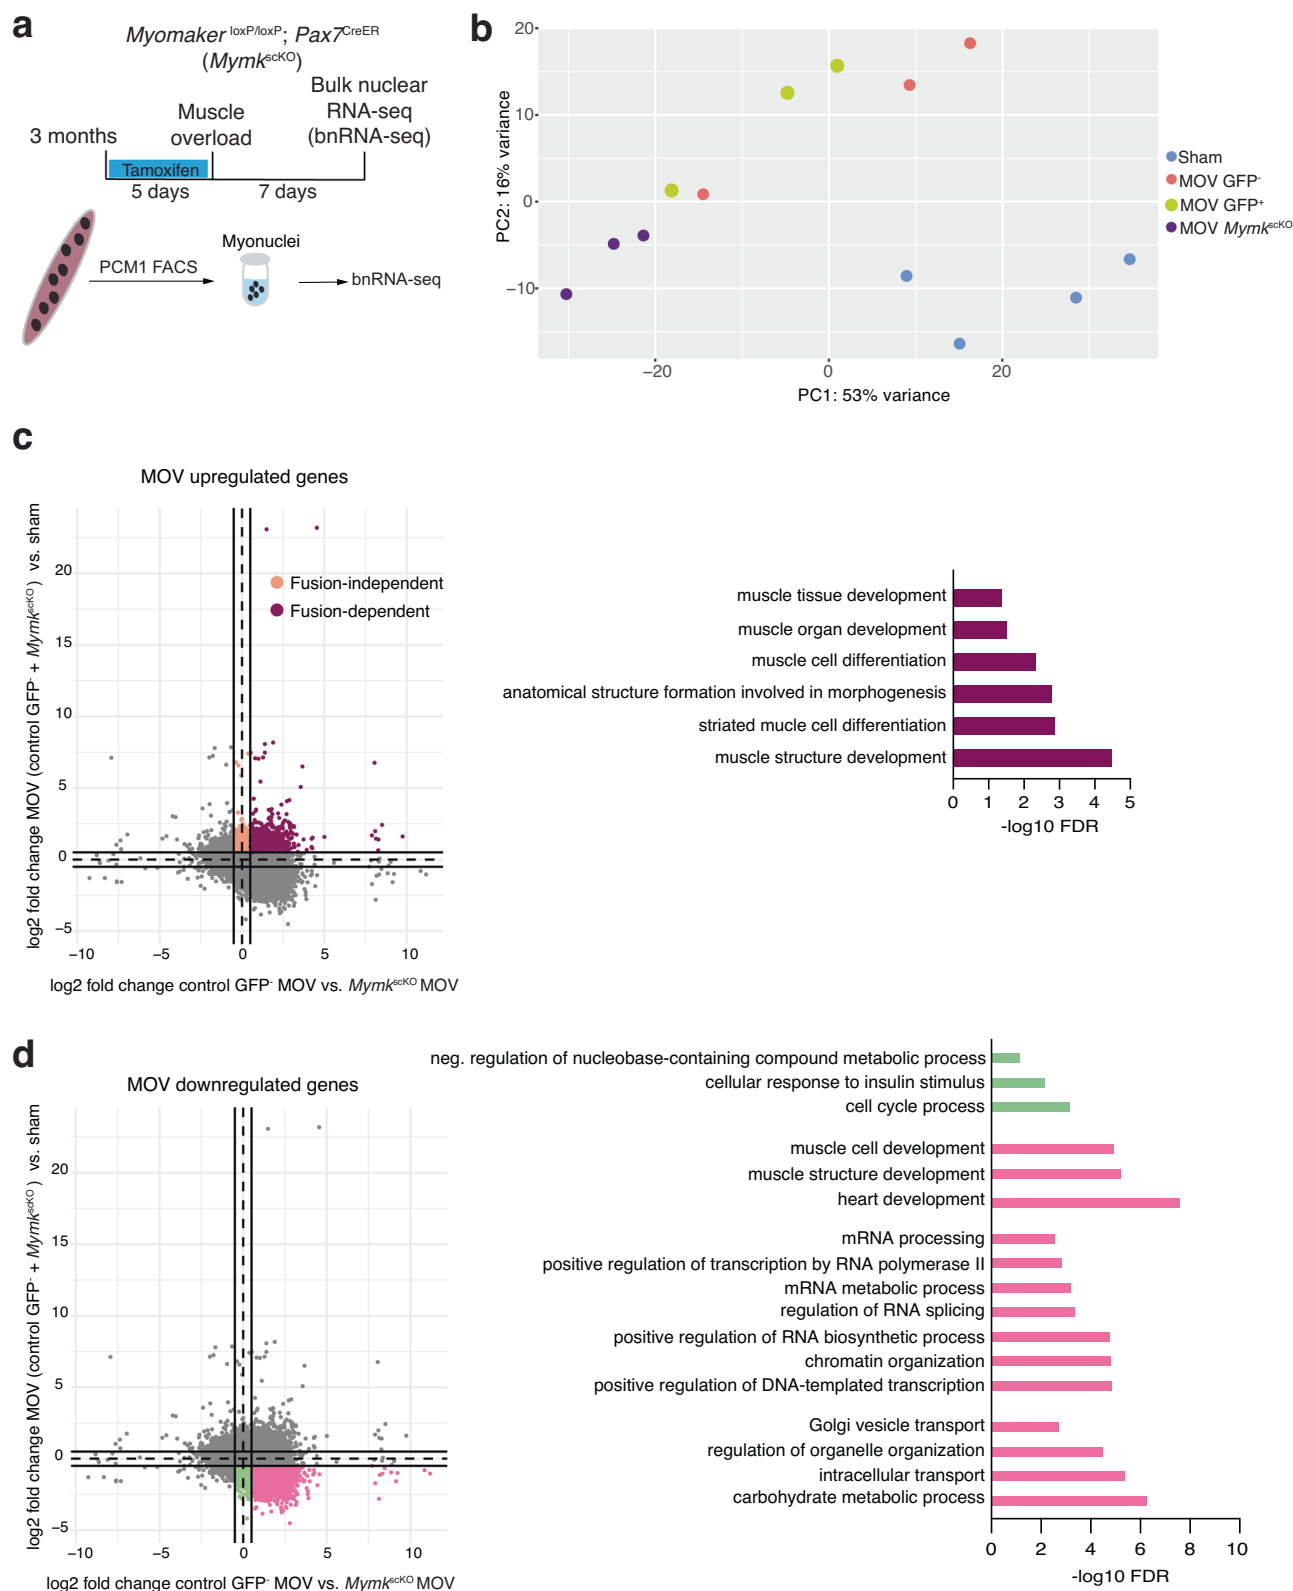 a
Myomaker loxP/loxP; Pax7CreER
(MymkscKO)
Bulk nuclear
RNA-seq
(bnRNA-seq)
Muscle
overload
3 months
Tamoxifen
5 days
7 days
Myonuclei
PCM1 FACS
bnRNA-seq
b
20
10
0
−10
PC2: 16% variance
−20
0
20
PC1: 53% variance
Sham
MOV GFP-
MOV GFP+
MOV MymkscKO
c
MOV upregulated genes
log2 fold change MOV (control GFP- + MymkscKO) vs. sham
20
15
10
5
0
−5
Fusion-independent
Fusion-dependent
−10
−5
0
5
10
log2 fold change control GFP- MOV vs. MymkscKO MOV
muscle tissue development
muscle organ development
muscle cell differentiation
anatomical structure formation involved in morphogenesis
striated mucle cell differentiation
muscle structure development
0 1 2 3 4 5
-log10 FDR
d
MOV downregulated genes
log2 fold change MOV (control GFP- + MymkscKO) vs. sham
20
15
10
5
0
−5
−10
−5
0
5
10
log2 fold change control GFP- MOV vs. MymkscKO MOV
neg. regulation of nucleobase-containing compound metabolic process
cellular response to insulin stimulus
cell cycle process
muscle cell development
muscle structure development
heart development
mRNA processing
positive regulation of transcription by RNA polymerase II
mRNA metabolic process
regulation of RNA splicing
positive regulation of RNA biosynthetic process
chromatin organization
positive regulation of DNA-templated transcription
Golgi vesicle transport
regulation of organelle organization
intracellular transport
carbohydrate metabolic process
0 2 4 6 8 10
-log10 FDR